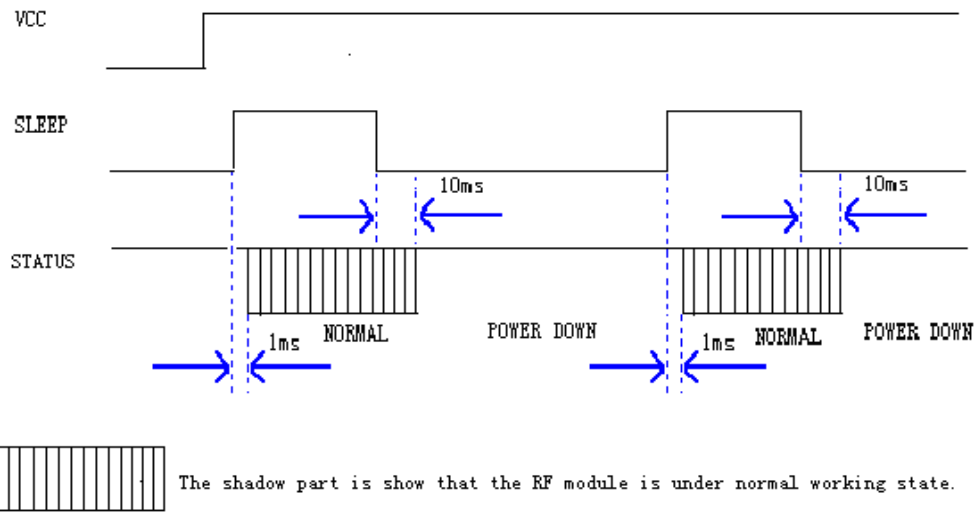 VCC
SLEEP
10ms 10ms
STATUS
1ms NORMAL POWER DOWN 1ms NORMAL POWER DOWN
The shadow part is show that the RF module is under normal working state.